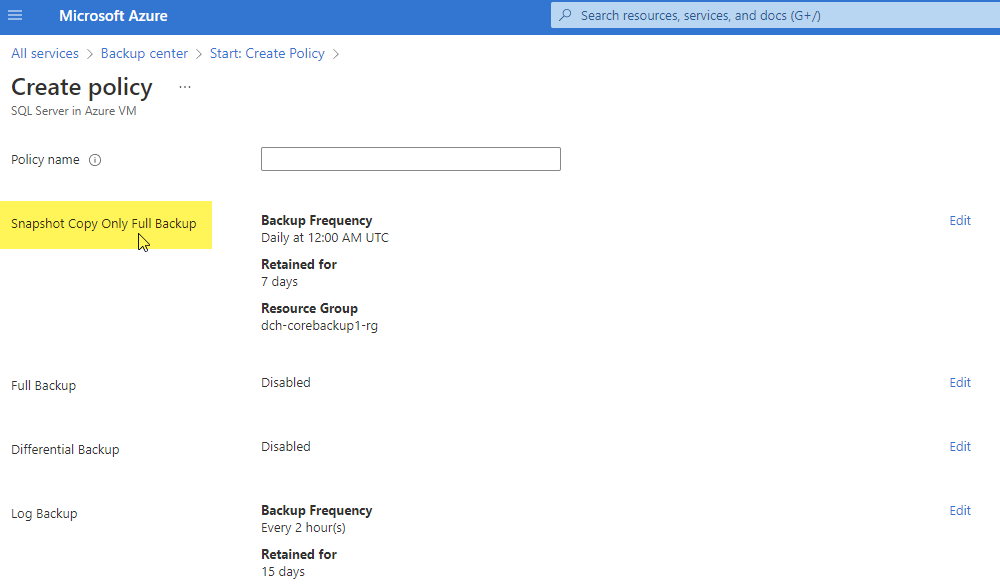 Microsoft Azure
Search resources, services, and docs (G+/)
All services > Backup center > Start: Create Policy >
Create policy ...
SQL Server in Azure VM
Policy name
Snapshot Copy Only Full Backup
Backup Frequency
Edit
Daily at 12:00 AM UTC
Retained for
7 days
Resource Group
dch-corebackup1-rg
Full Backup
Disabled
Edit
Differential Backup
Disabled
Edit
Log Backup
Backup Frequency
Edit
Every 2 hour(s)
Retained for
15 days